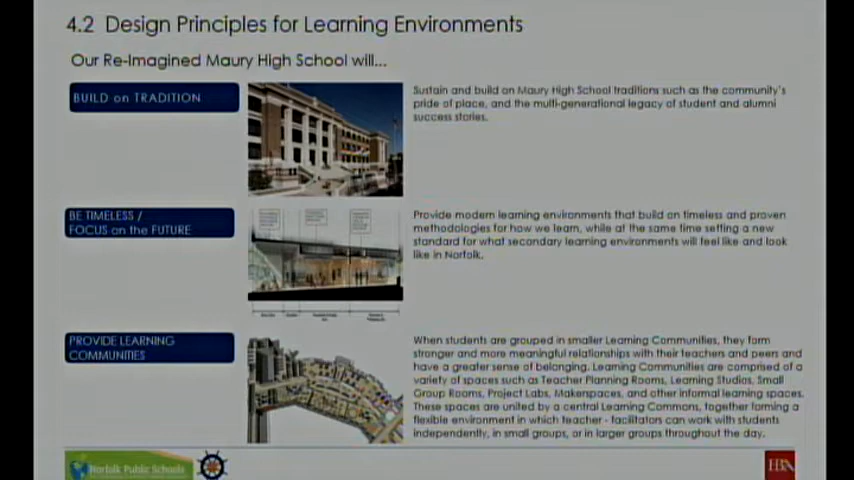 4.2 Design Principles for Learning Environments
Our Re-Imagined Maury High School will...
BUILD on TRADITION
Sustain and build on Maury High School traditions such as the community's
pride of place, and the multi-generational legacy of student and alumni
success stories.
BE TIMELESS /
FOCUS on the FUTURE
Provide modern learning environments that build on timeless and proven
methodologies for how we learn, while at the same time setting a new
standard for what secondary learning environments will feel like and look
like in Norfolk.
PROVIDE LEARNING
COMMUNITIES
When students are grouped in smaller Learning Communities, they form
stronger and more meaningful relationships with their teachers and peers and
have a greater sense of belonging. Learning Communities are comprised of a
variety of spaces such as Teacher Planning Rooms, Learning Studios, Small
Group Rooms, Project Labs, Makerspaces, and other informal learning spaces.
These spaces are united by a central Learning Commons, together forming a
flexible environment in which teacher - facilitators can work with students
independently, in small groups, or in larger groups throughout the day.
Norfolk Public Schools
HBA